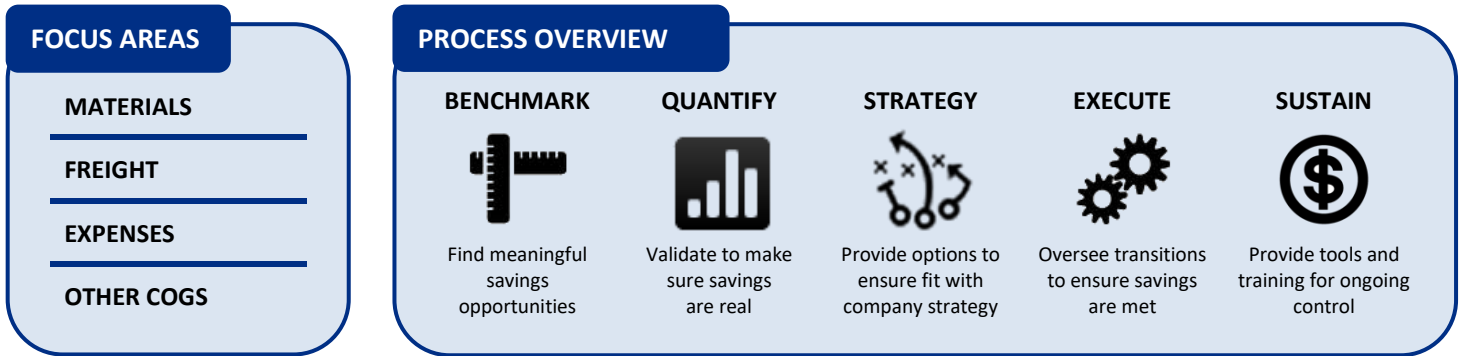 FOCUS AREAS
MATERIALS
FREIGHT
EXPENSES
OTHER COGS
PROCESS OVERVIEW
BENCHMARK
Find meaningful
savings
opportunities
QUANTIFY
Validate to make
sure savings
are real
STRATEGY
Provide options to
ensure fit with
company strategy
EXECUTE
Oversee transitions
to ensure savings
are met
SUSTAIN
$
Provide tools and
training for ongoing
control